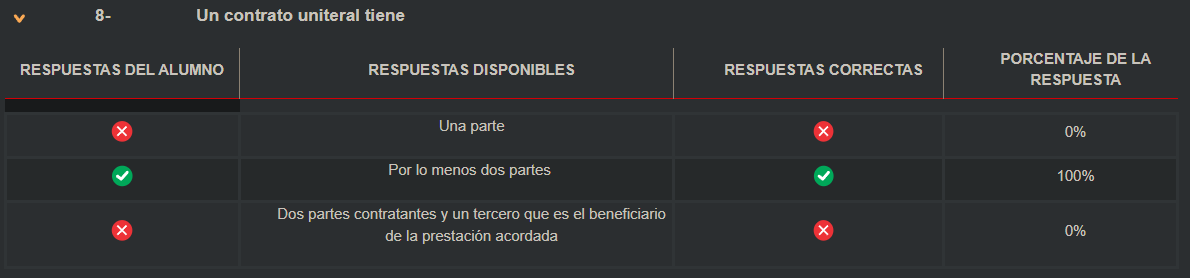 8- Un contrato uniteral tiene
RESPUESTAS DEL ALUMNO RESPUESTAS DISPONIBLES RESPUESTAS CORRECTAS PORCENTAJE DE LA
RESPUESTA
Una parte 0%
Por lo menos dos partes 100%
Dos partes contratantes y un tercero que es el beneficiario
de la prestación acordada 0%